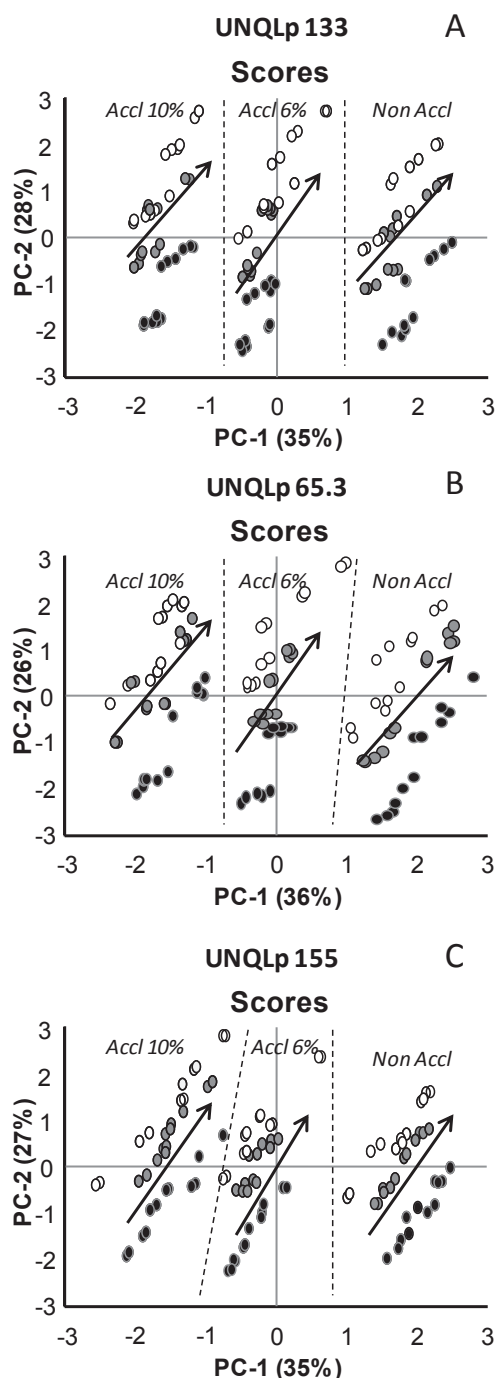 UNQLp 133
A
Scores
Accl 10%
Accl 6%
Non Accl
3
2
1
0
-1
-2
-3
PC-2 (28%)
-3 -2 -1 0 1 2 3
PC-1 (35%)
UNQLp 65.3
B
Scores
Accl 10%
Accl 6%
Non Accl
3
2
1
0
-1
-2
-3
PC-2 (26%)
-3 -2 -1 0 1 2 3
PC-1 (36%)
UNQLp 155
C
Scores
Accl 10%
Accl 6%
Non Accl
3
2
1
0
-1
-2
-3
PC-2 (27%)
-3 -2 -1 0 1 2 3
PC-1 (35%)